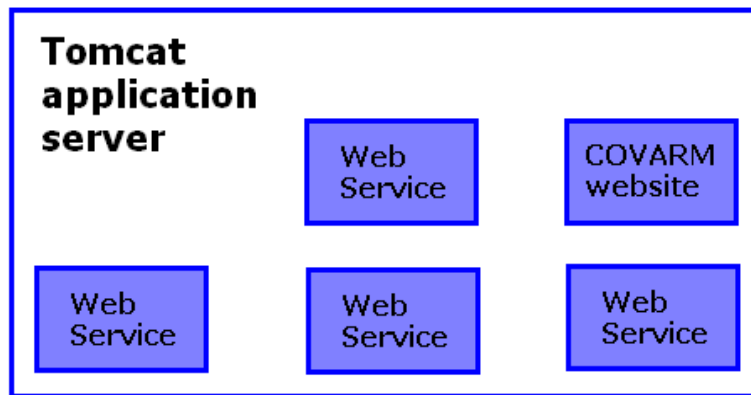 Tomcat
application
server
Web
Service
COVARM
website
Web
Service
Web
Service
Web
Service